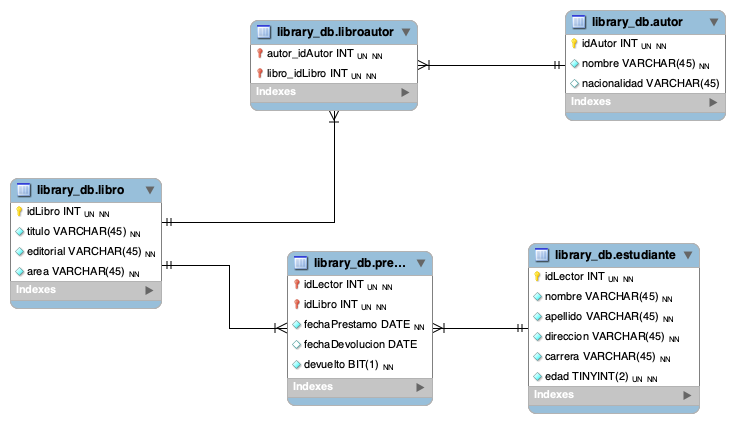 library_db.libroautor
autor_idAutor INT UN NN
libro_idLibro INT UN NN
Indexes
library_db.autor
idAutor INT UN NN
nombre VARCHAR(45) NN
nacionalidad VARCHAR(45)
Indexes
library_db.libro
idLibro INT UN NN
titulo VARCHAR(45) NN
editorial VARCHAR(45) NN
area VARCHAR(45) NN
Indexes
library_db.pre...
idLector INT UN NN
idLibro INT UN NN
fechaPrestamo DATE NN
fechaDevolucion DATE
devuelto BIT(1) NN
Indexes
library_db.estudiante
idLector INT UN NN
nombre VARCHAR(45) NN
apellido VARCHAR(45) NN
direccion VARCHAR(45) NN
carrera VARCHAR(45) NN
edad TINYINT(2) UN NN
Indexes